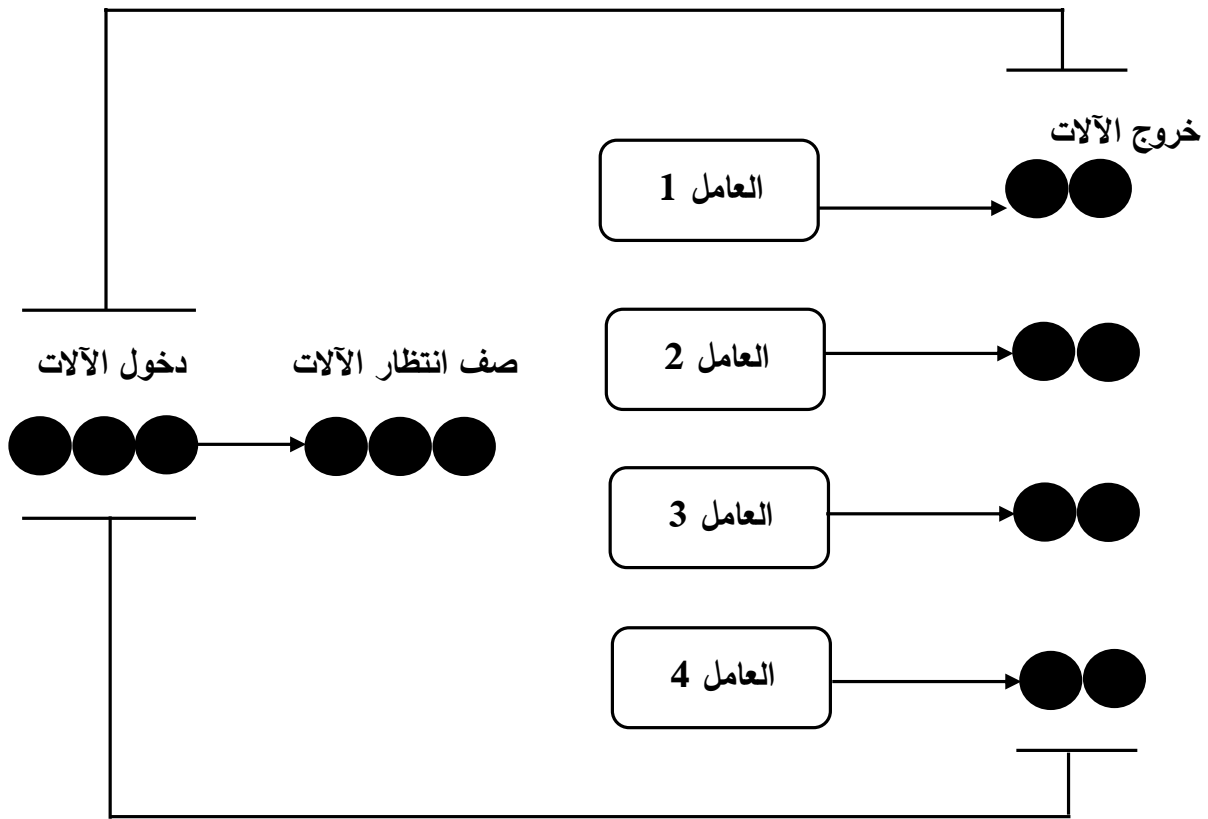 خروج الآلات
العامل 1
العامل 2
صف انتظار الآلات
دخول الآلات
العامل 3
العامل 4